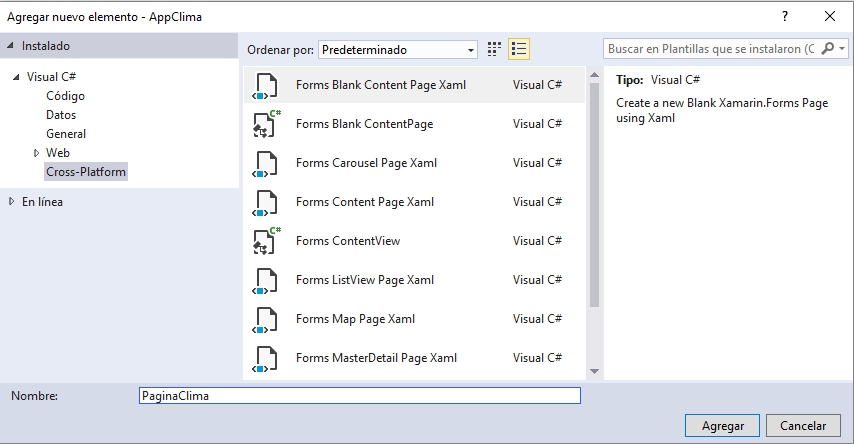 Agregar nuevo elemento - AppClima
?
Instalado
Ordenar por: Predeterminado
Buscar en Plantillas que se instalaron (C
Visual C#
Código
Datos
General
Web
Cross-Platform
En línea
Forms Blank Content Page Xaml Visual C#
C# Forms Blank ContentPage Visual C#
Forms Carousel Page Xaml Visual C#
Forms Content Page Xaml Visual C#
C# Forms ContentView Visual C#
Forms ListView Page Xaml Visual C#
Forms Map Page Xaml Visual C#
Forms MasterDetail Page Xaml Visual C#
Tipo: Visual C#
Create a new Blank Xamarin.Forms Page
using Xaml
Nombre: PaginaClima
Agregar Cancelar